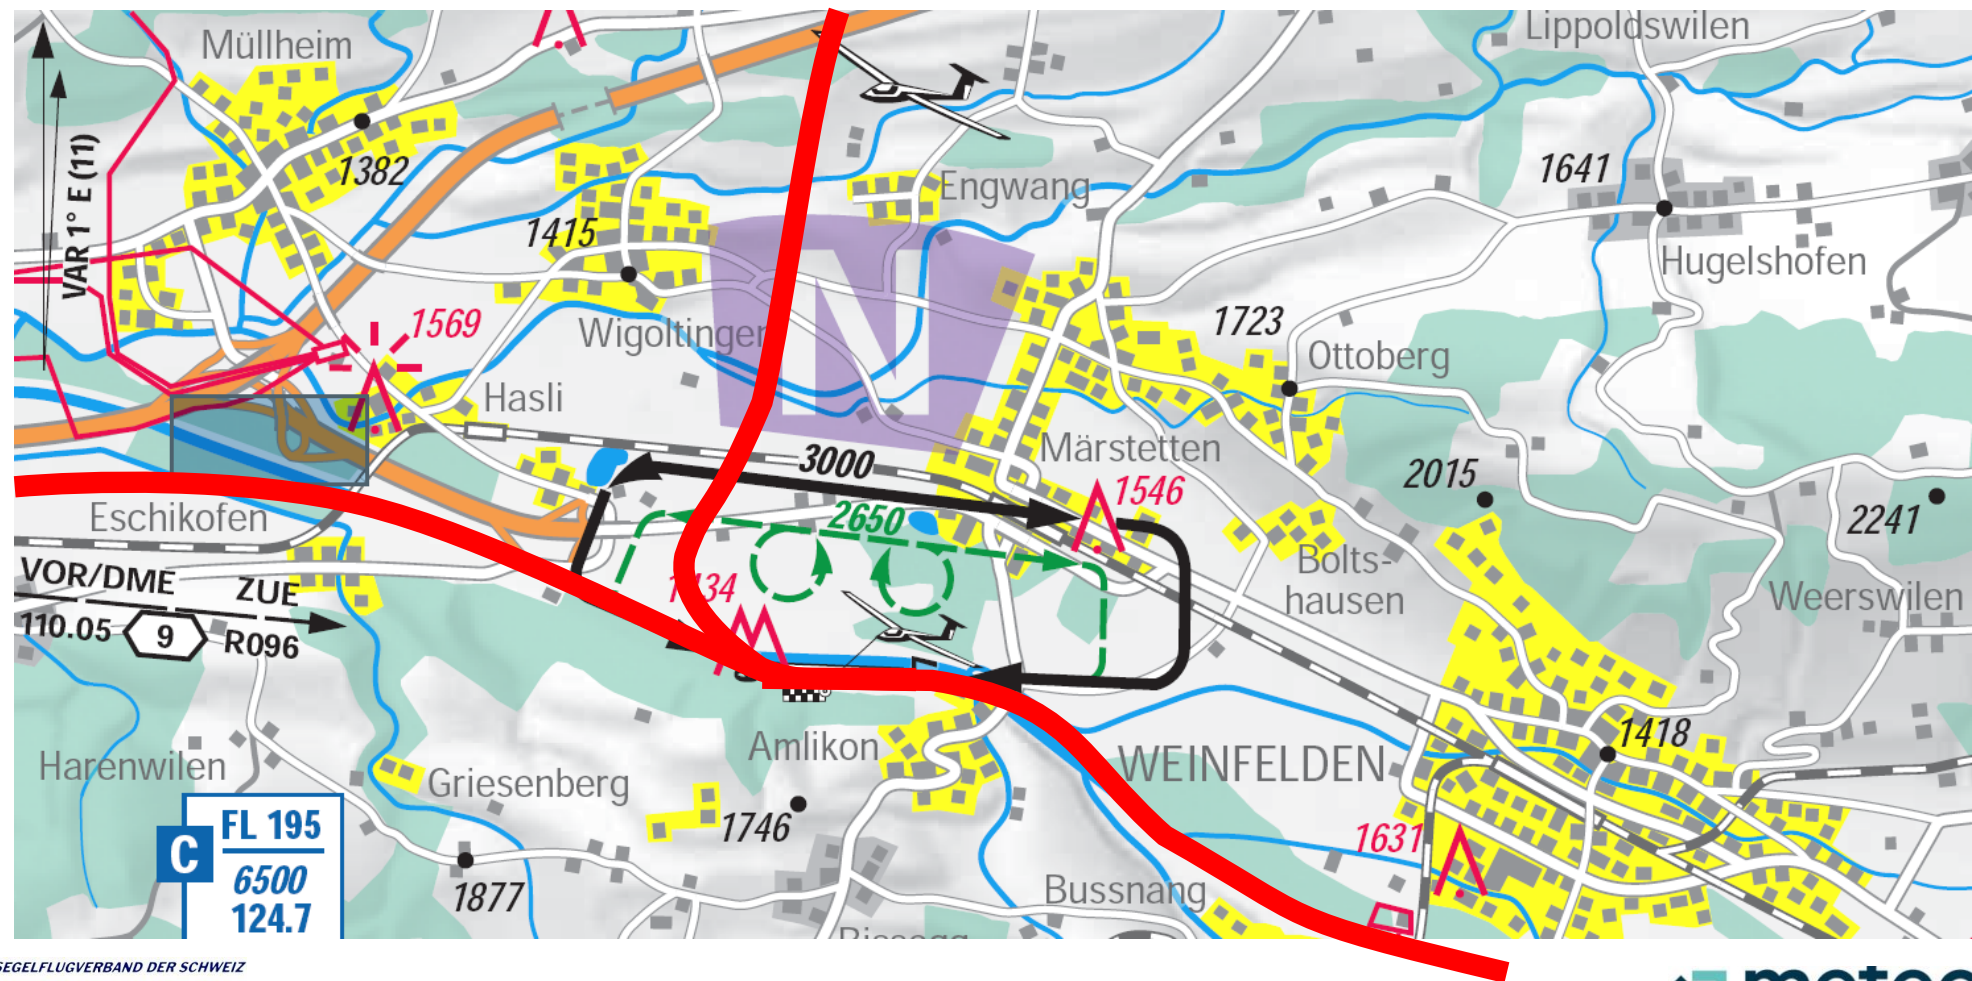 Müllheim
Lippoldswilen
1382
VAR 1° E (11)
1415
Engwang
1641
Hugelshofen
1569
Wigoltinger
1723
Ottoberg
Hasli
Märstetten
3000
2015
1546
2241
Eschikofen
2650
Bolts-
hausen
Weerswilen
VOR/DME ZUE
110.05 9 R096
1434
N
Amlikon
WEINFELDEN
1418
Harenwilen
Griesenberg
1746
FL 195
C
6500
124.7
1631
1877
Bussnang
SEGELFLUGVERBAND DER SCHWEIZ